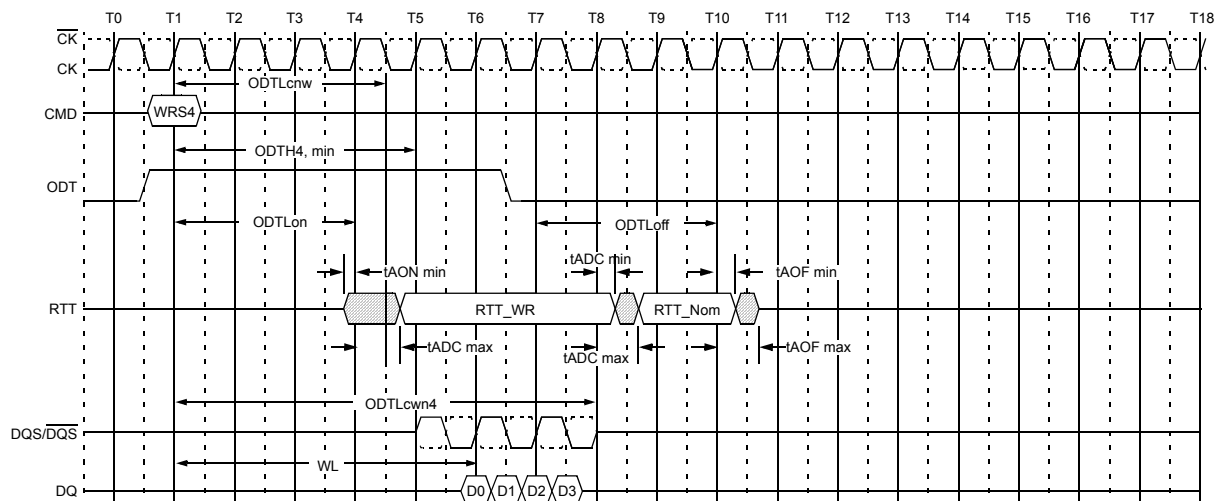 T0 T1 T2 T3 T4 T5 T6 T7 T8 T9 T10 T11 T12 T13 T14 T15 T16 T17 T18
CK
CK
ODTLcnw
CMD WRS4
ODTH4, min
ODT
ODTLon ODTLoff
tADC min
tAON min tAOF min
RTT RTT_WR RTT_Nom
tADC max tADC max tAOF max
ODTLcwn4
DQS/DQS
WL
DQ D0 D1 D2 D3